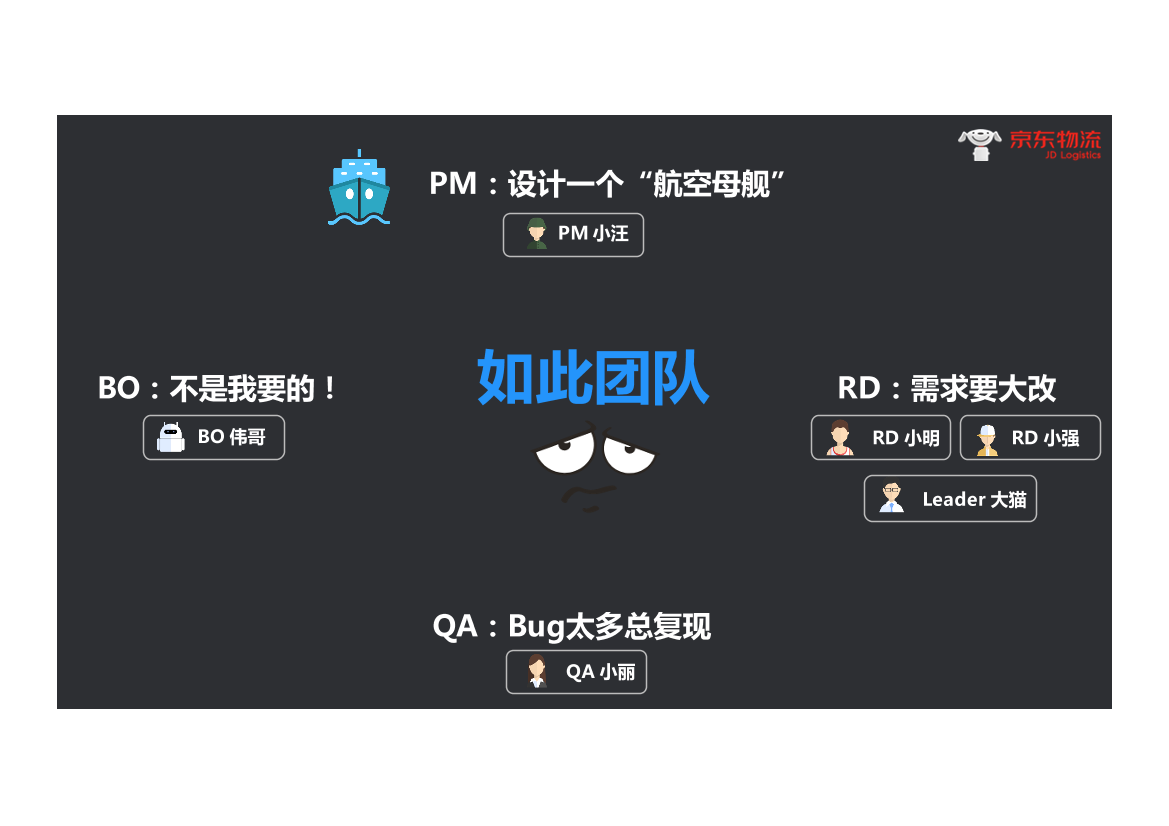 京东物流
JD Logistics
PM：设计一个“航空母舰”
PM 小汪
如此团队
BO：不是我要的！
BO 伟哥
RD：需求要大改
RD 小明
RD 小强
Leader 大猫
QA：Bug太多总复现
QA 小丽